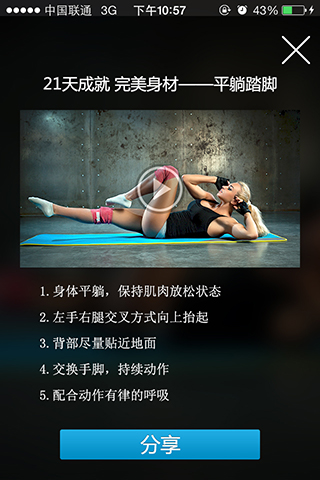 中国联通 3G 下午10:57 43%
21天成就 完美身材——平躺踏脚
1. 身体平躺，保持肌肉放松状态
2. 左手右腿交叉方式向上抬起
3. 背部尽量贴近地面
4. 交换手脚，持续动作
5. 配合动作有律的呼吸
分享